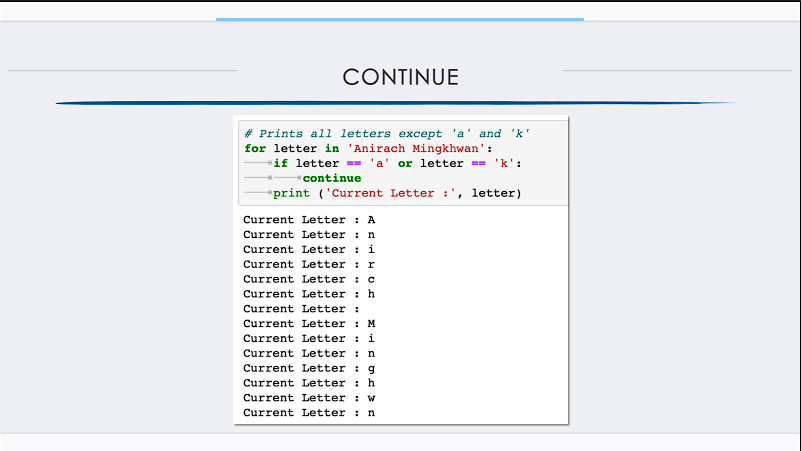 CONTINUE
# Prints all letters except 'a' and 'k'
for letter in 'Anirach Mingkhwan':
if letter == 'a' or letter == 'k':
continue
print ('Current Letter :', letter)
Current Letter : A
Current Letter : n
Current Letter : i
Current Letter : r
Current Letter : c
Current Letter : h
Current Letter :
Current Letter : M
Current Letter : i
Current Letter : n
Current Letter : g
Current Letter : h
Current Letter : w
Current Letter : n